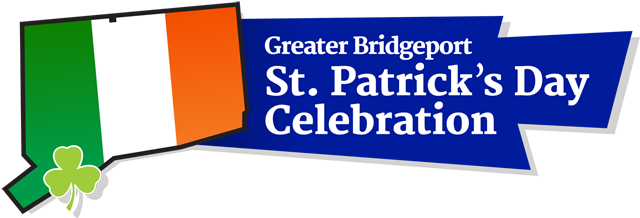 Greater Bridgeport
St. Patrick’s Day
Celebration